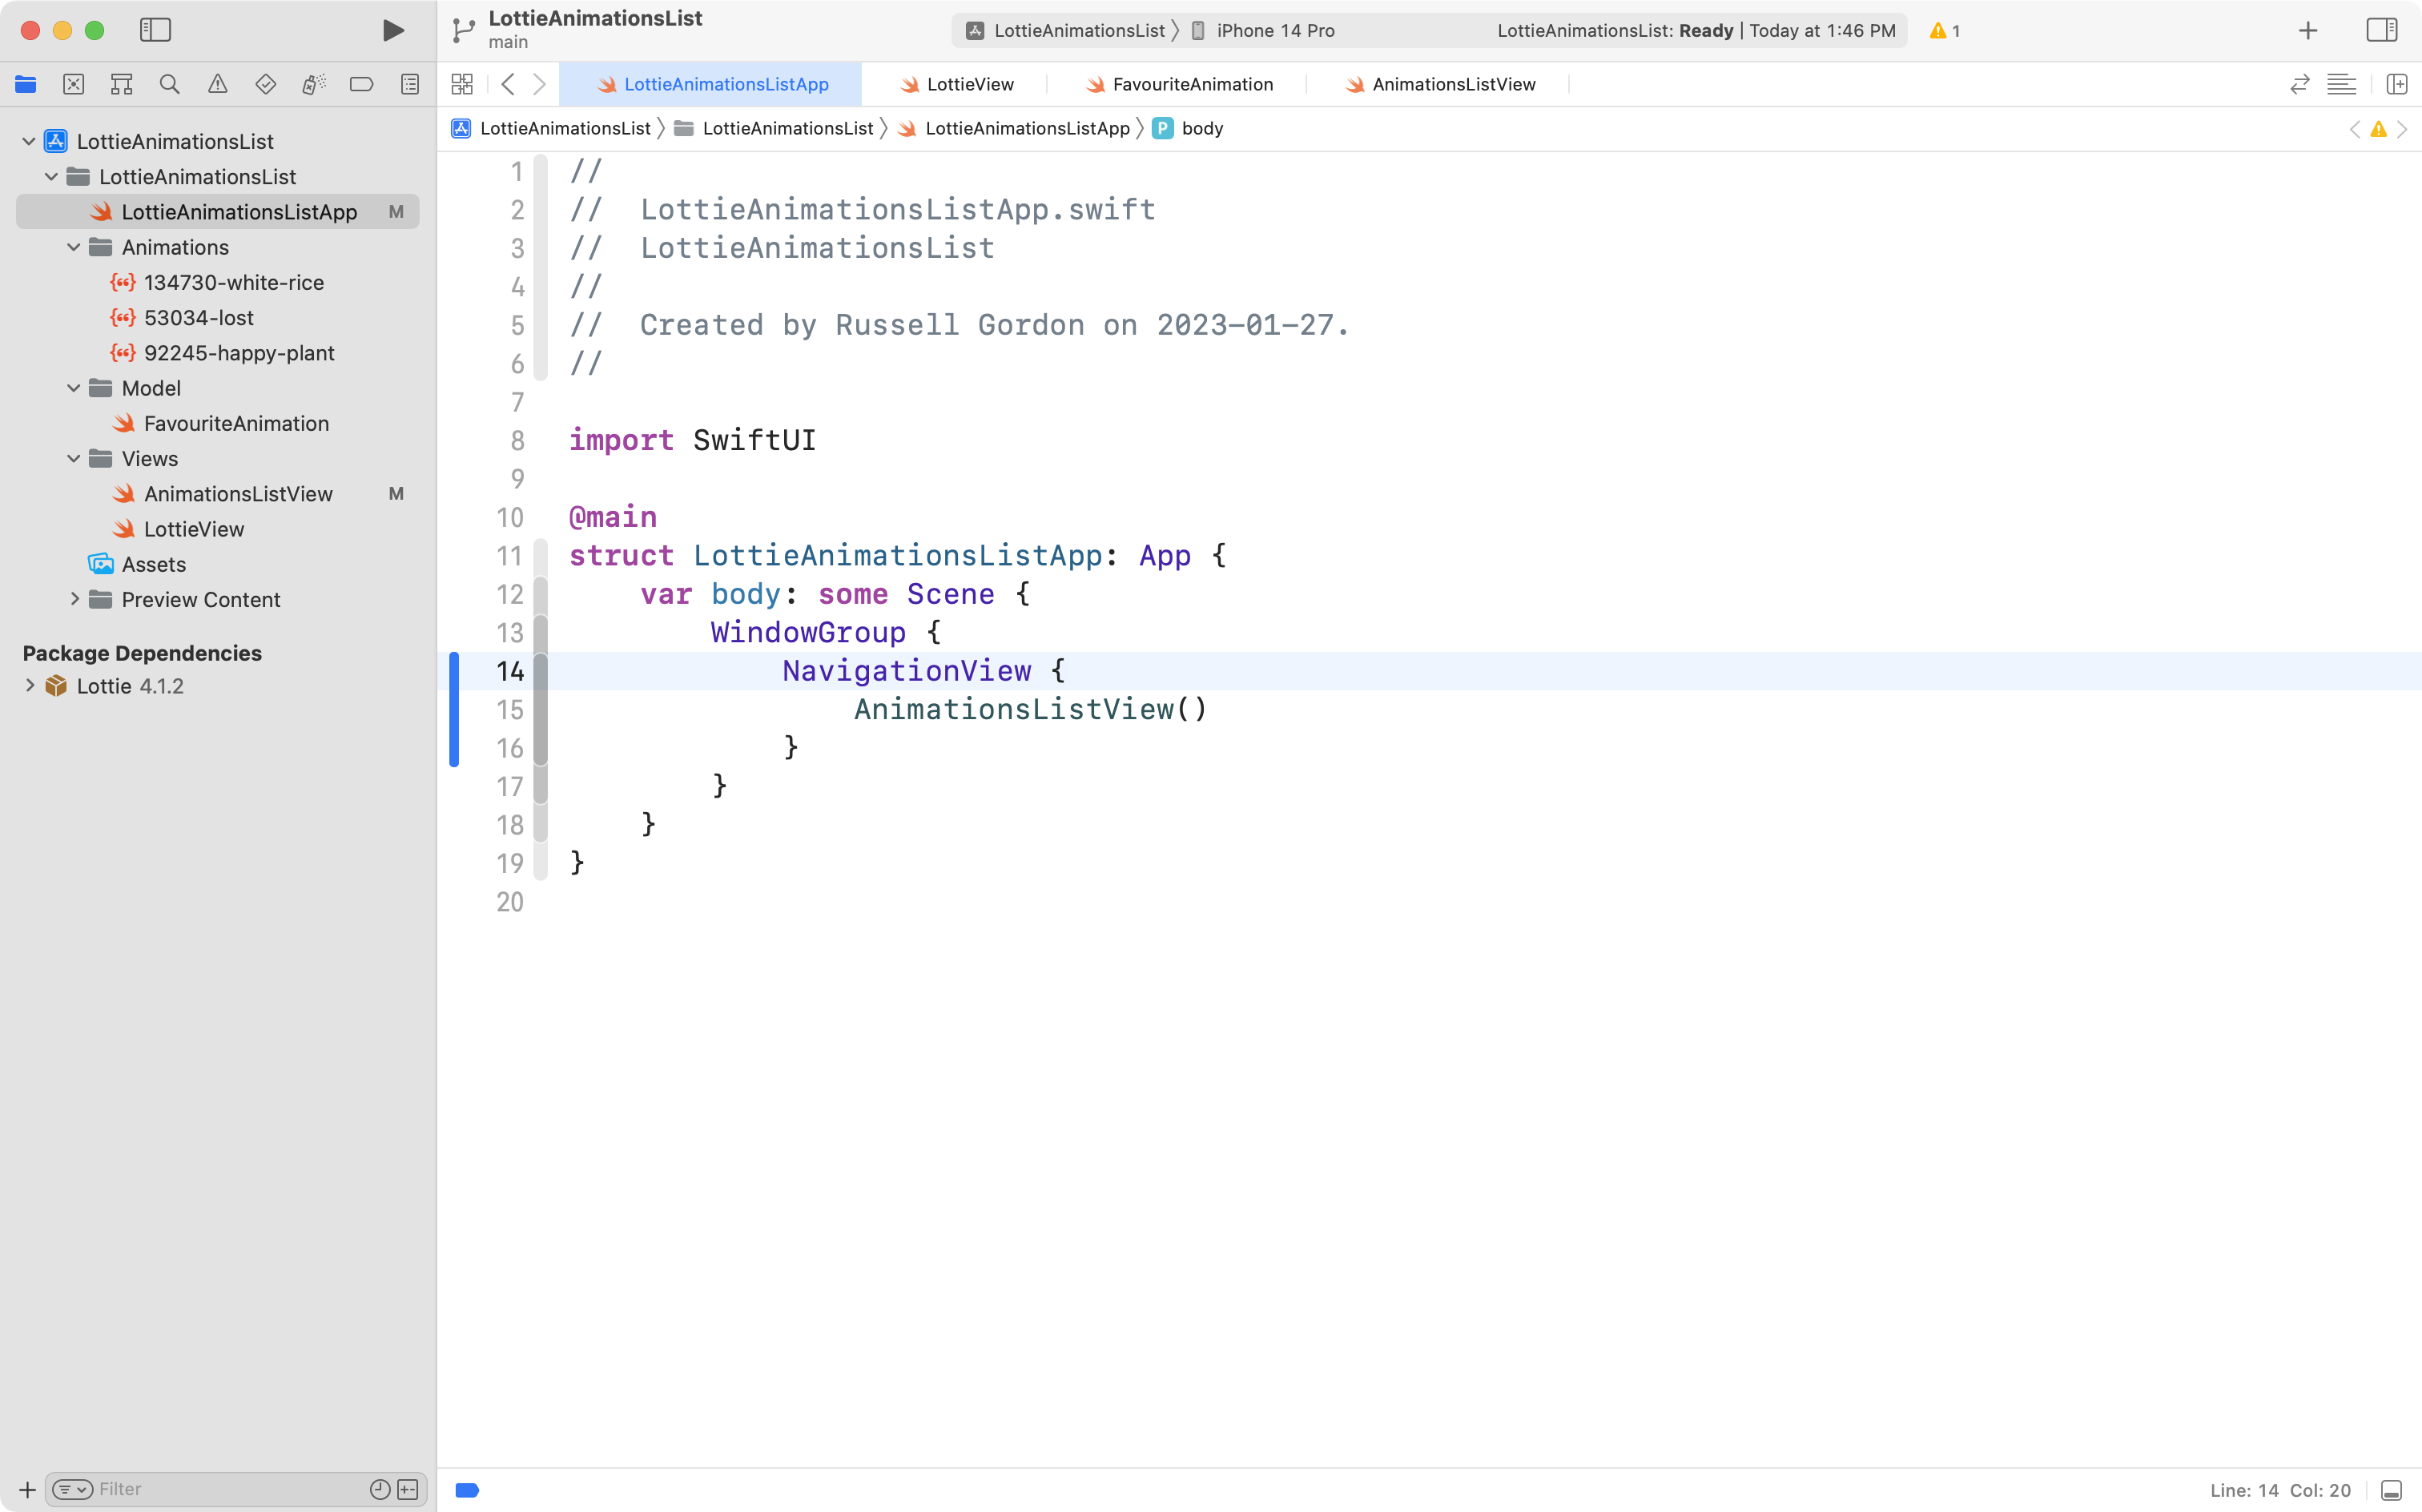 LottieAnimationsList
main
LottieAnimationsList 〉 iPhone 14 Pro
LottieAnimationsList: Ready | Today at 1:46 PM
1
LottieAnimationsListApp
LottieView
FavouriteAnimation
AnimationsListView
LottieAnimationsList 〉 LottieAnimationsList 〉 LottieAnimationsListApp 〉 P body
LottieAnimationsList
LottieAnimationsList
LottieAnimationsListApp M
Animations
134730-white-rice
53034-lost
92245-happy-plant
Model
FavouriteAnimation
Views
AnimationsListView M
LottieView
Assets
Preview Content
Package Dependencies
Lottie 4.1.2
Filter
1 //
2 //  LottieAnimationsListApp.swift
3 //  LottieAnimationsList
4 //
5 //  Created by Russell Gordon on 2023-01-27.
6 //
7
8 import SwiftUI
9
10 @main
11 struct LottieAnimationsListApp: App {
12     var body: some Scene {
13         WindowGroup {
14             NavigationView {
15                 AnimationsListView()
16             }
17         }
18     }
19 }
20
Line: 14 Col: 20